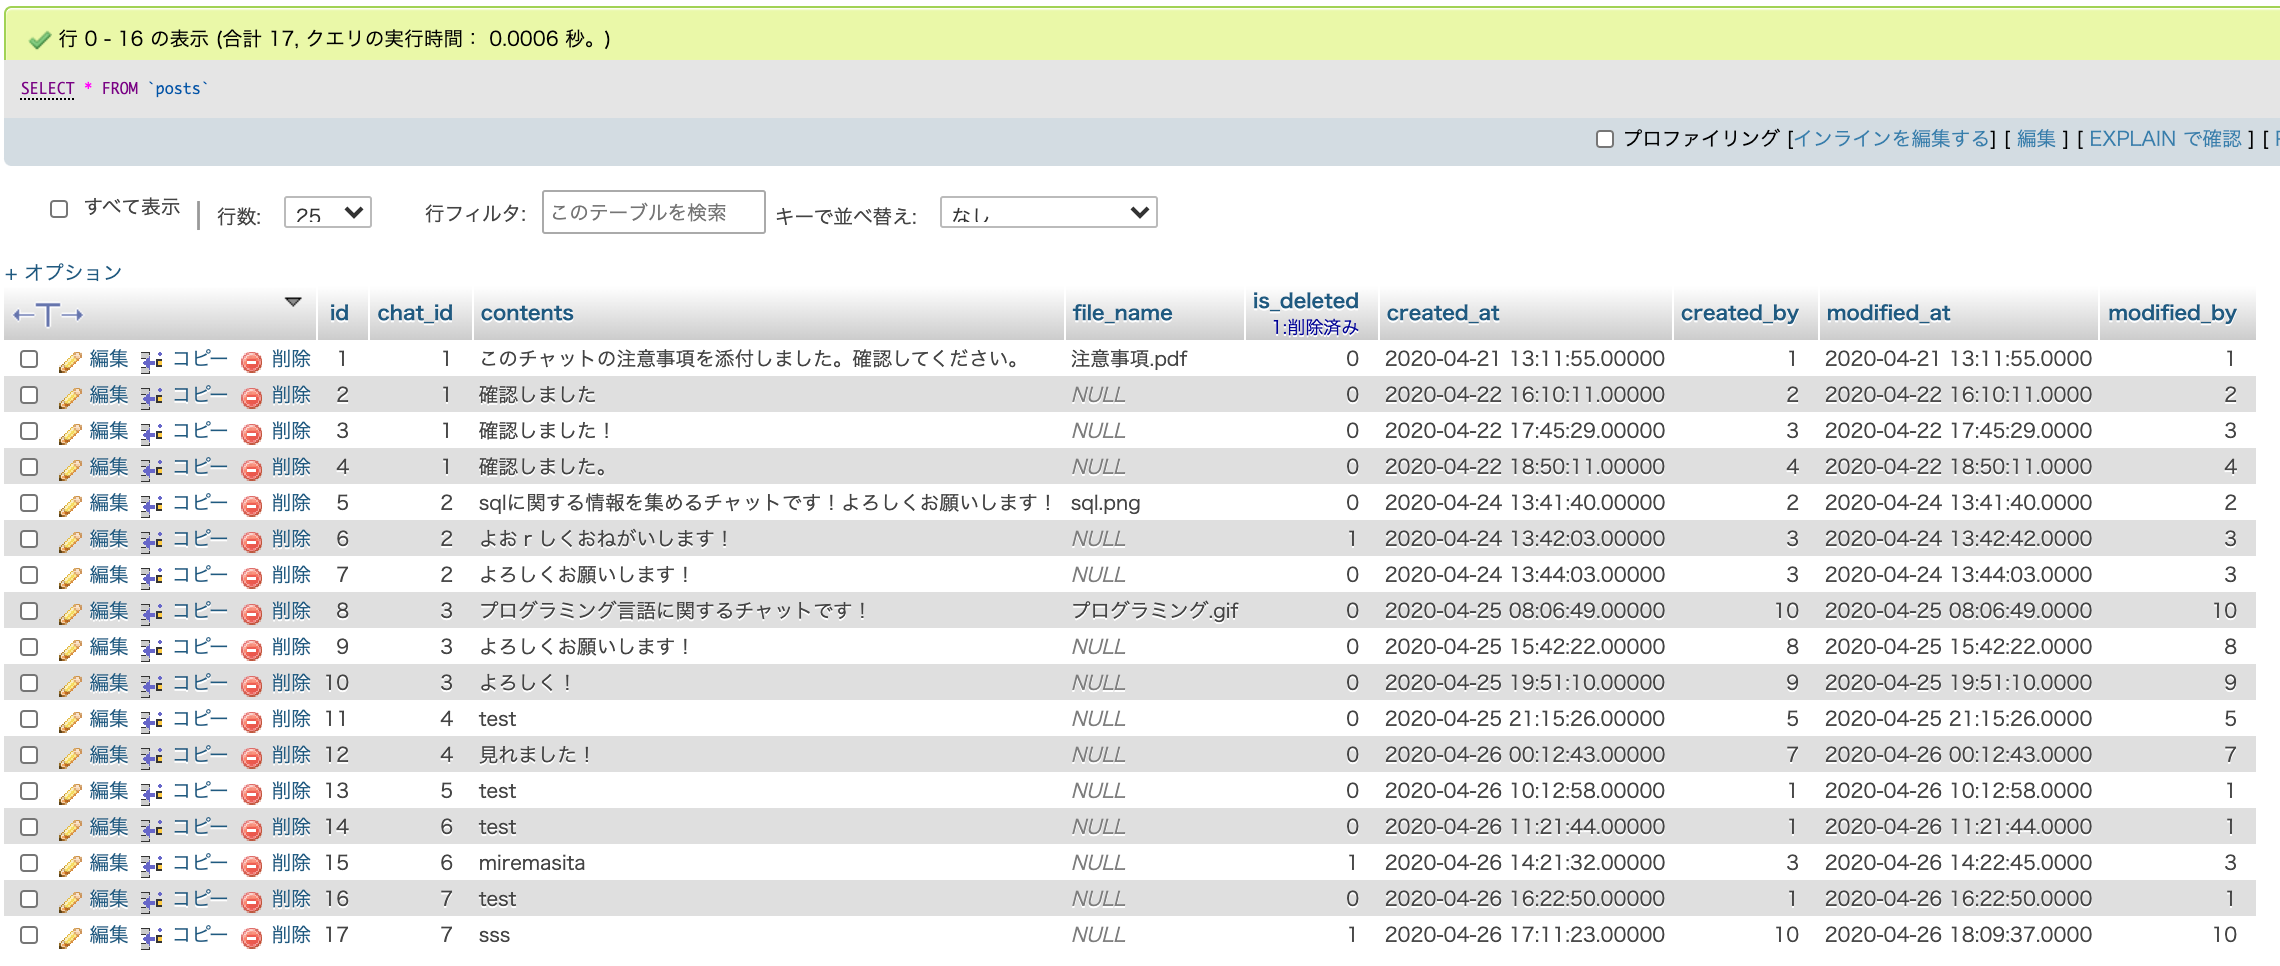 行 0 - 16 の表示 (合計 17, クエリの実行時間： 0.0006 秒。)
SELECT * FROM `posts`
プロファイリング [インラインを編集する] [ 編集 ] [ EXPLAIN で確認 ] [
すべて表示 行数: 25 行フィルタ: このテーブルを検索 キーで並べ替え: なし
+ オプション
←T→ id chat_id contents file_name is_deleted 1:削除済み created_at created_by modified_at modified_by
編集 コピー 削除 1 1 このチャットの注意事項を添付しました。確認してください。 注意事項.pdf 0 2020-04-21 13:11:55.00000 1 2020-04-21 13:11:55.0000 1
編集 コピー 削除 2 1 確認しました NULL 0 2020-04-22 16:10:11.00000 2 2020-04-22 16:10:11.0000 2
編集 コピー 削除 3 1 確認しました！ NULL 0 2020-04-22 17:45:29.00000 3 2020-04-22 17:45:29.0000 3
編集 コピー 削除 4 1 確認しました。 NULL 0 2020-04-22 18:50:11.00000 4 2020-04-22 18:50:11.0000 4
編集 コピー 削除 5 2 sqlに関する情報を集めるチャットです！よろしくお願いします！ sql.png 0 2020-04-24 13:41:40.00000 2 2020-04-24 13:41:40.0000 2
編集 コピー 削除 6 2 よおｒしくおねがいします！ NULL 1 2020-04-24 13:42:03.00000 3 2020-04-24 13:42:42.0000 3
編集 コピー 削除 7 2 よろしくお願いします！ NULL 0 2020-04-24 13:44:03.00000 3 2020-04-24 13:44:03.0000 3
編集 コピー 削除 8 3 プログラミング言語に関するチャットです！ プログラミング.gif 0 2020-04-25 08:06:49.00000 10 2020-04-25 08:06:49.0000 10
編集 コピー 削除 9 3 よろしくお願いします！ NULL 0 2020-04-25 15:42:22.00000 8 2020-04-25 15:42:22.0000 8
編集 コピー 削除 10 3 よろしく！ NULL 0 2020-04-25 19:51:10.00000 9 2020-04-25 19:51:10.0000 9
編集 コピー 削除 11 4 test NULL 0 2020-04-25 21:15:26.00000 5 2020-04-25 21:15:26.0000 5
編集 コピー 削除 12 4 見れました！ NULL 0 2020-04-26 00:12:43.00000 7 2020-04-26 00:12:43.0000 7
編集 コピー 削除 13 5 test NULL 0 2020-04-26 10:12:58.00000 1 2020-04-26 10:12:58.0000 1
編集 コピー 削除 14 6 test NULL 0 2020-04-26 11:21:44.00000 1 2020-04-26 11:21:44.0000 1
編集 コピー 削除 15 6 miremasita NULL 1 2020-04-26 14:21:32.00000 3 2020-04-26 14:22:45.0000 3
編集 コピー 削除 16 7 test NULL 0 2020-04-26 16:22:50.00000 1 2020-04-26 16:22:50.0000 1
編集 コピー 削除 17 7 sss NULL 1 2020-04-26 17:11:23.00000 10 2020-04-26 18:09:37.0000 10